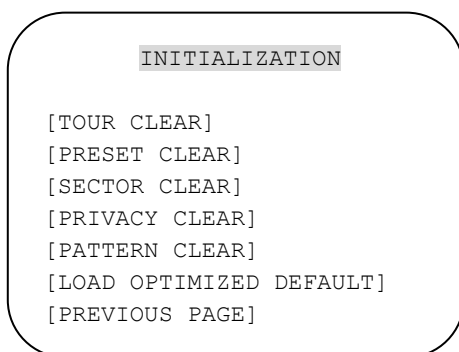 INITIALIZATION
[TOUR CLEAR]
[PRESET CLEAR]
[SECTOR CLEAR]
[PRIVACY CLEAR]
[PATTERN CLEAR]
[LOAD OPTIMIZED DEFAULT]
[PREVIOUS PAGE]